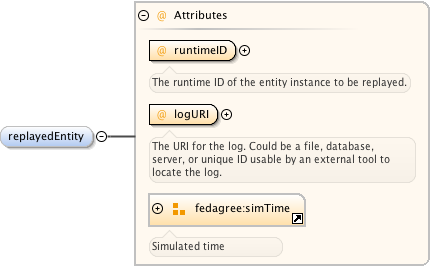 @ Attributes
@ runtimeID
The runtime ID of the entity instance to be replayed.
@ logURI
The URI for the log. Could be a file, database,
server, or unique ID usable by an external tool to
locate the log.
replayedEntity
fedagree:simTime
Simulated time